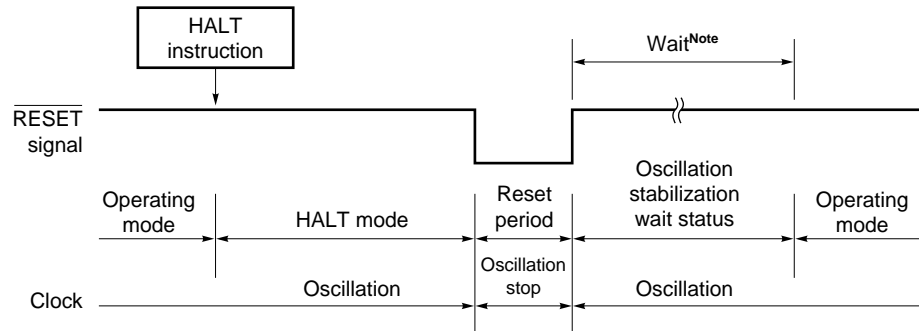 HALT
instruction
Wait^Note
RESET
signal
Operating
mode
HALT mode
Reset
period
Oscillation
stabilization
wait status
Operating
mode
Clock
Oscillation
Oscillation
stop
Oscillation